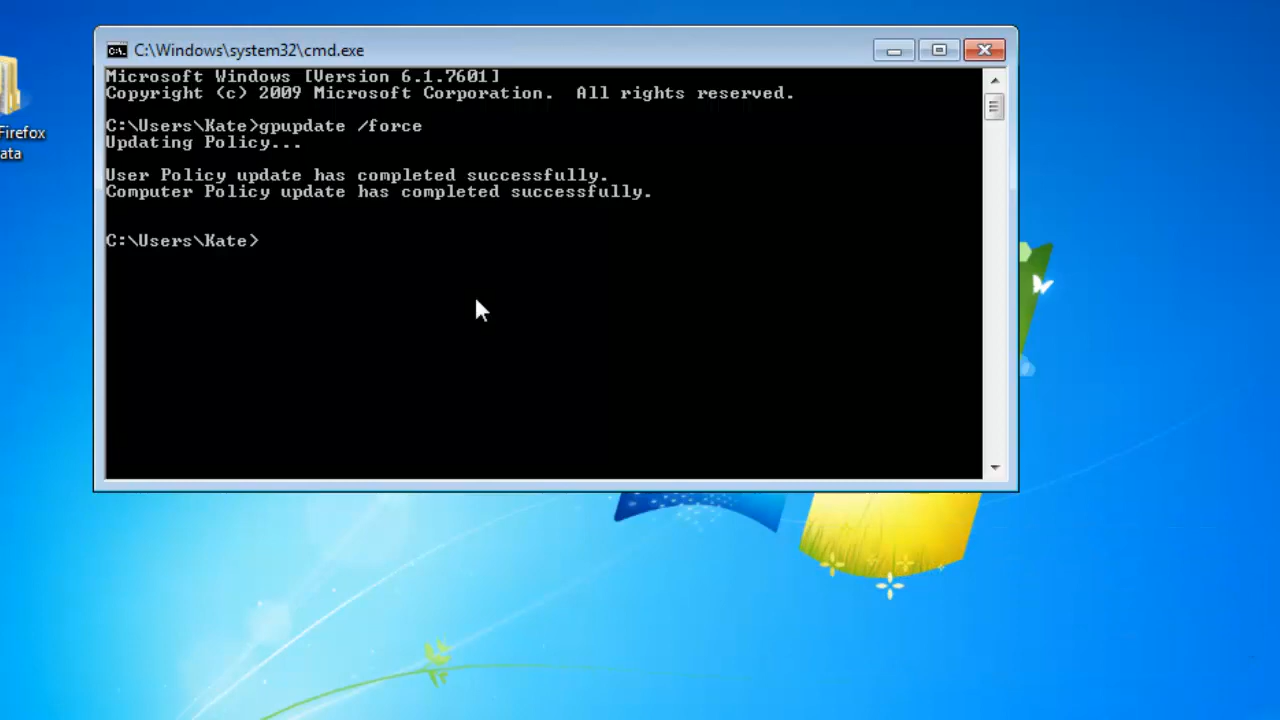 C:\Windows\system32\cmd.exe
Microsoft Windows [Version 6.1.7601]
Copyright (c) 2009 Microsoft Corporation.  All rights reserved.
C:\Users\Kate>gpupdate /force
Updating Policy...
User Policy update has completed successfully.
Computer Policy update has completed successfully.
C:\Users\Kate>
Firefox
ata